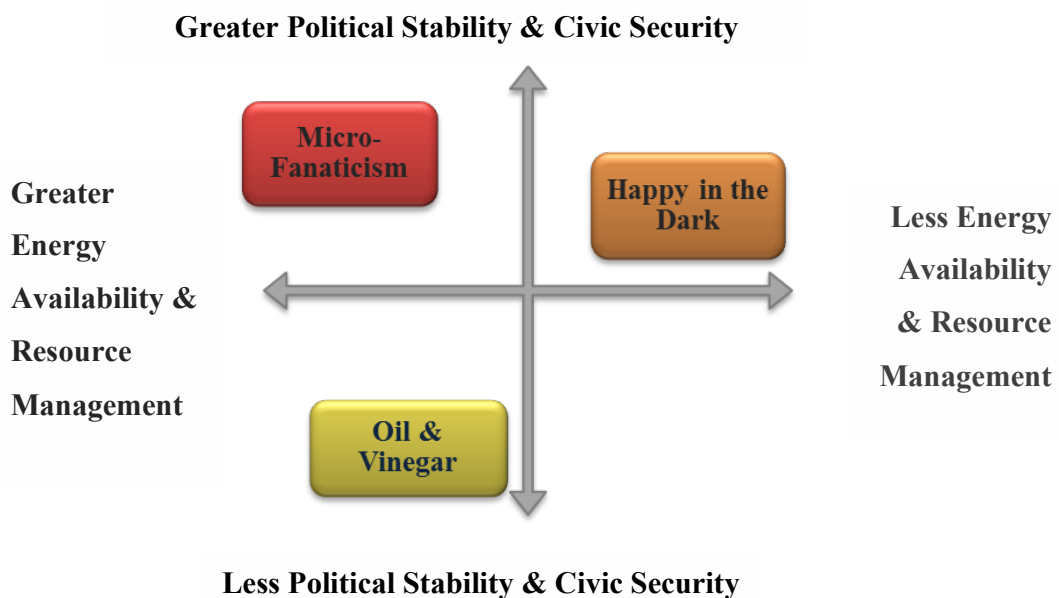 Greater Political Stability & Civic Security
Micro-
Fanaticism
Happy in the
Dark
Greater
Energy
Availability &
Resource
Management
Less Energy
Availability
& Resource
Management
Oil &
Vinegar
Less Political Stability & Civic Security